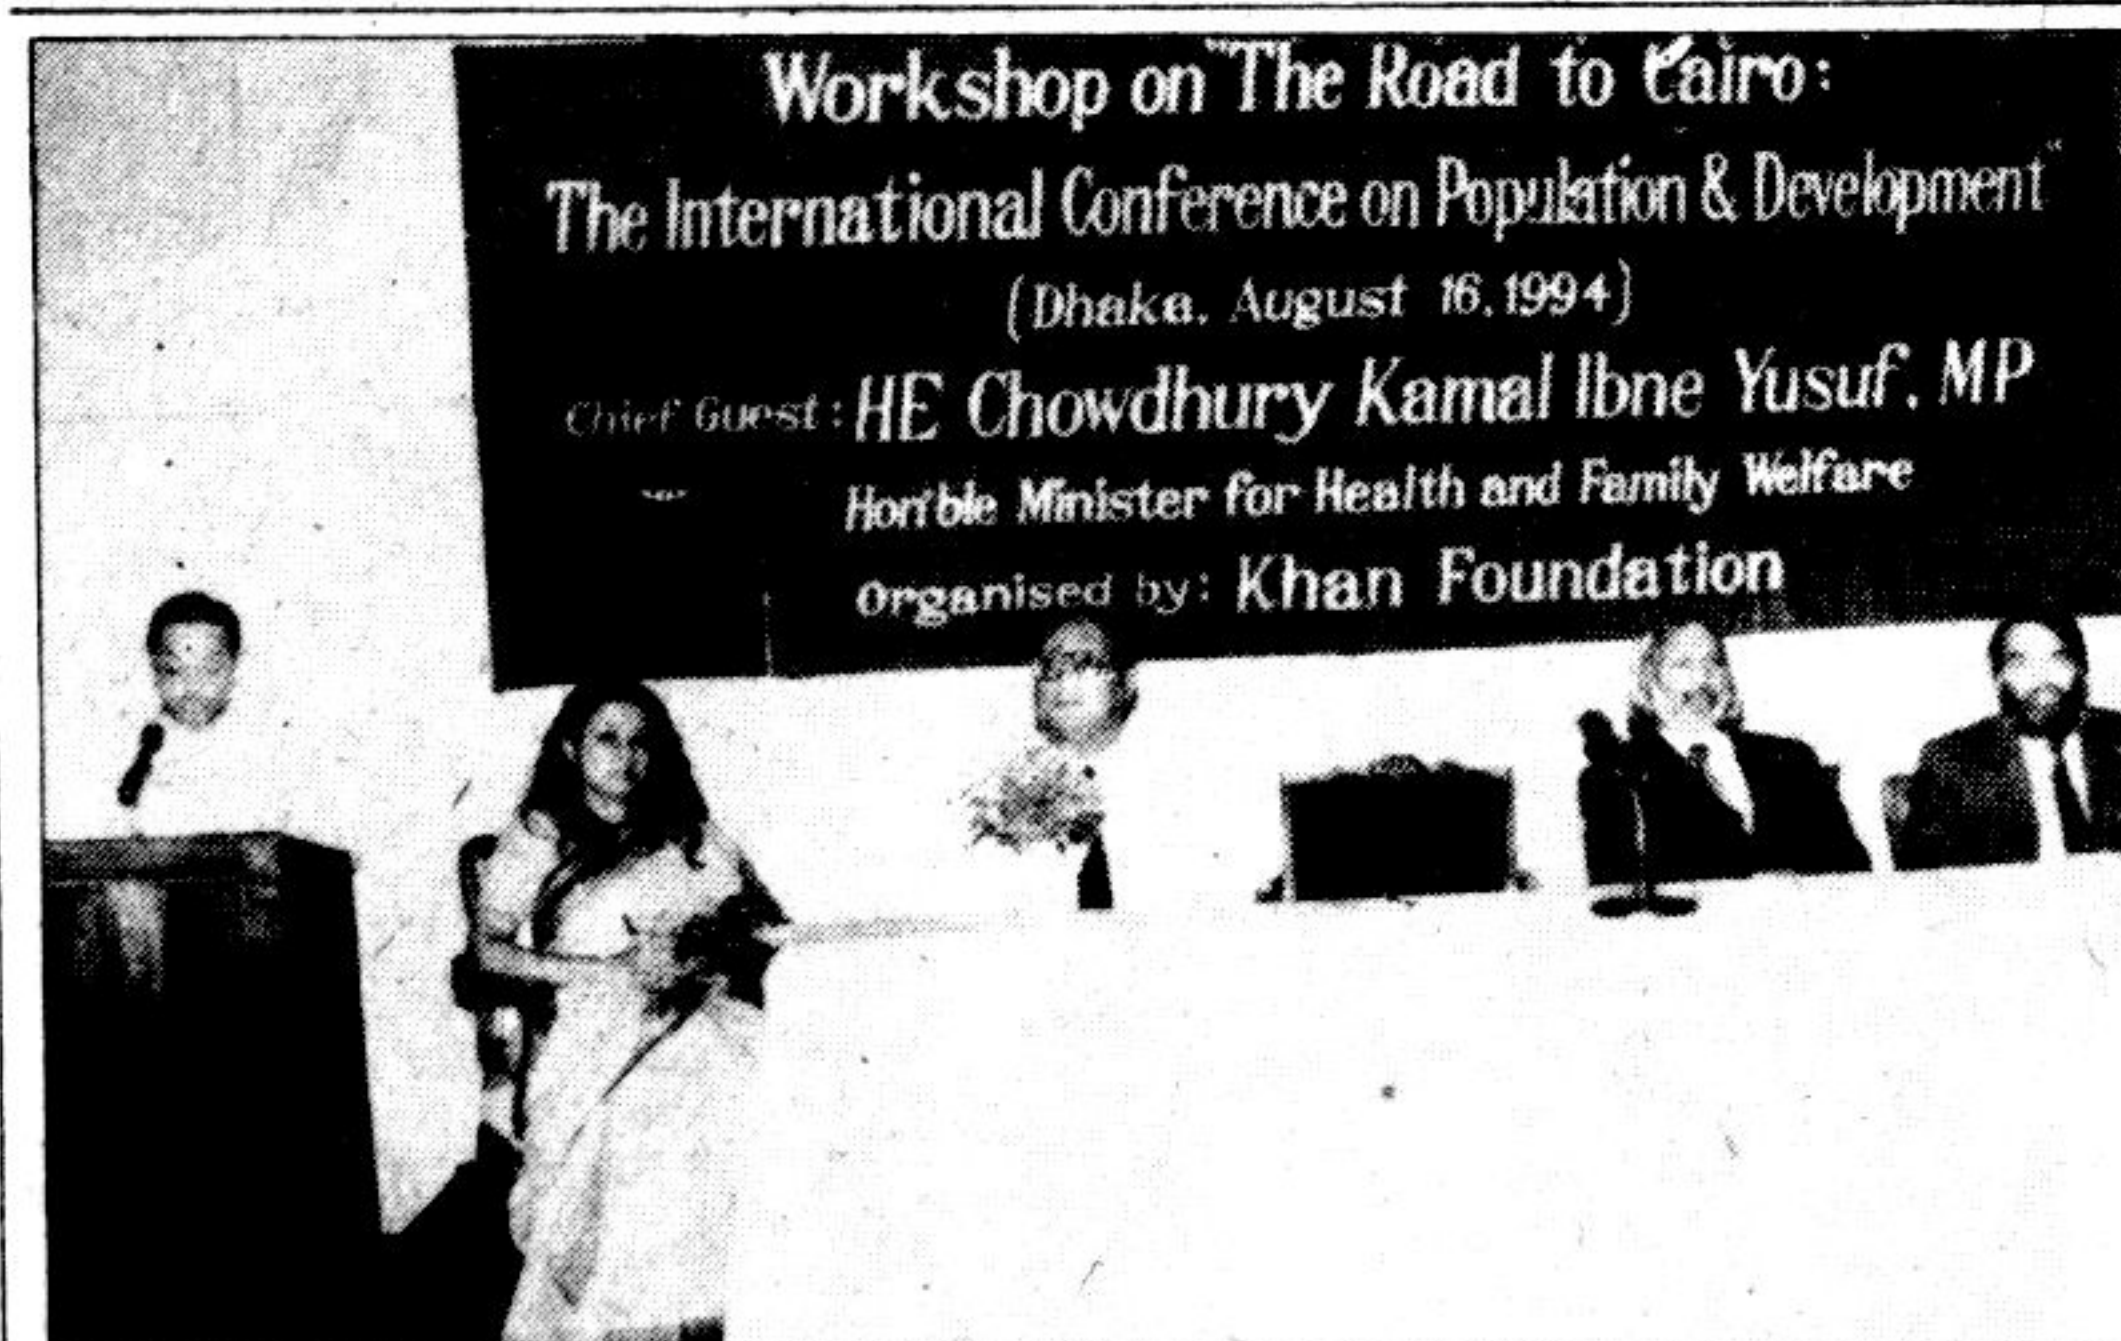 Workshop on "The Road to Cairo:
The International Conference on Population & Development"
(Dhaka, August 16, 1994)
Chief Guest: HE Chowdhury Kamal Ibne Yusuf, MP
Hon'ble Minister for Health and Family Welfare
Organised by: Khan Foundation